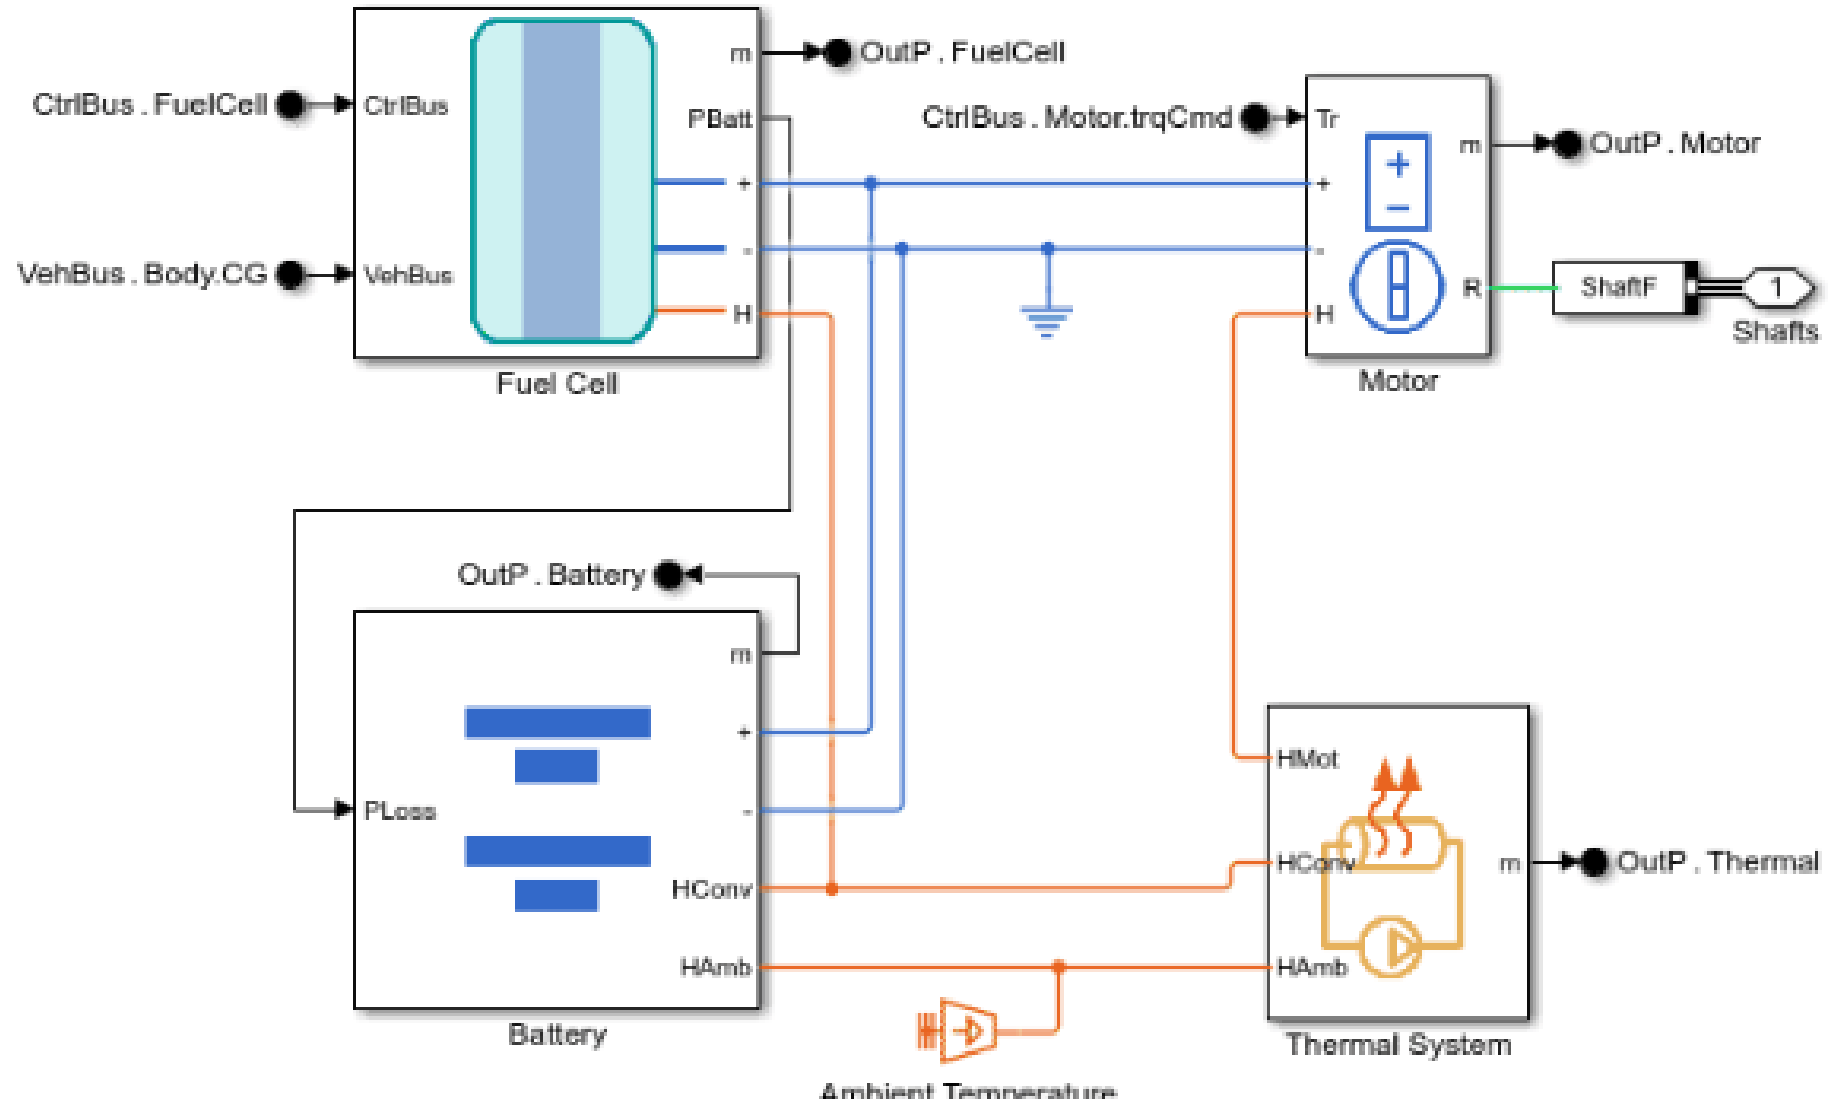 m
OutP . FuelCell
CtrlBus . FuelCell
CtrlBus
PBatt
CtrlBus . Motor.trqCmd
Tr
m
OutP . Motor
+
+
-
-
VehBus . Body.CG
VehBus
H
H
R
ShaftF
1
Shafts
Fuel Cell
Motor
OutP . Battery
m
+
HMot
PLoss
-
HConv
HConv
m
OutP . Thermal
HAmb
HAmb
Battery
Thermal System
Ambient Temperature